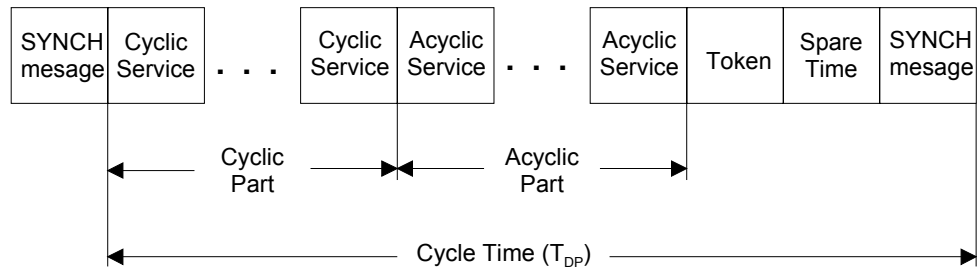 SYNCH
mesage
Cyclic
Service
. . .
Cyclic
Service
Acyclic
Service
. . .
Acyclic
Service
Token
Spare
Time
SYNCH
mesage
Cyclic
Part
Acyclic
Part
Cycle Time (T_DP)